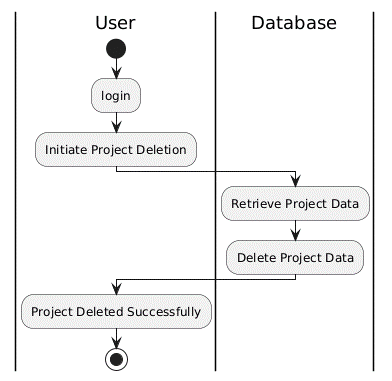 User
Database
login
Initiate Project Deletion
Retrieve Project Data
Delete Project Data
Project Deleted Successfully